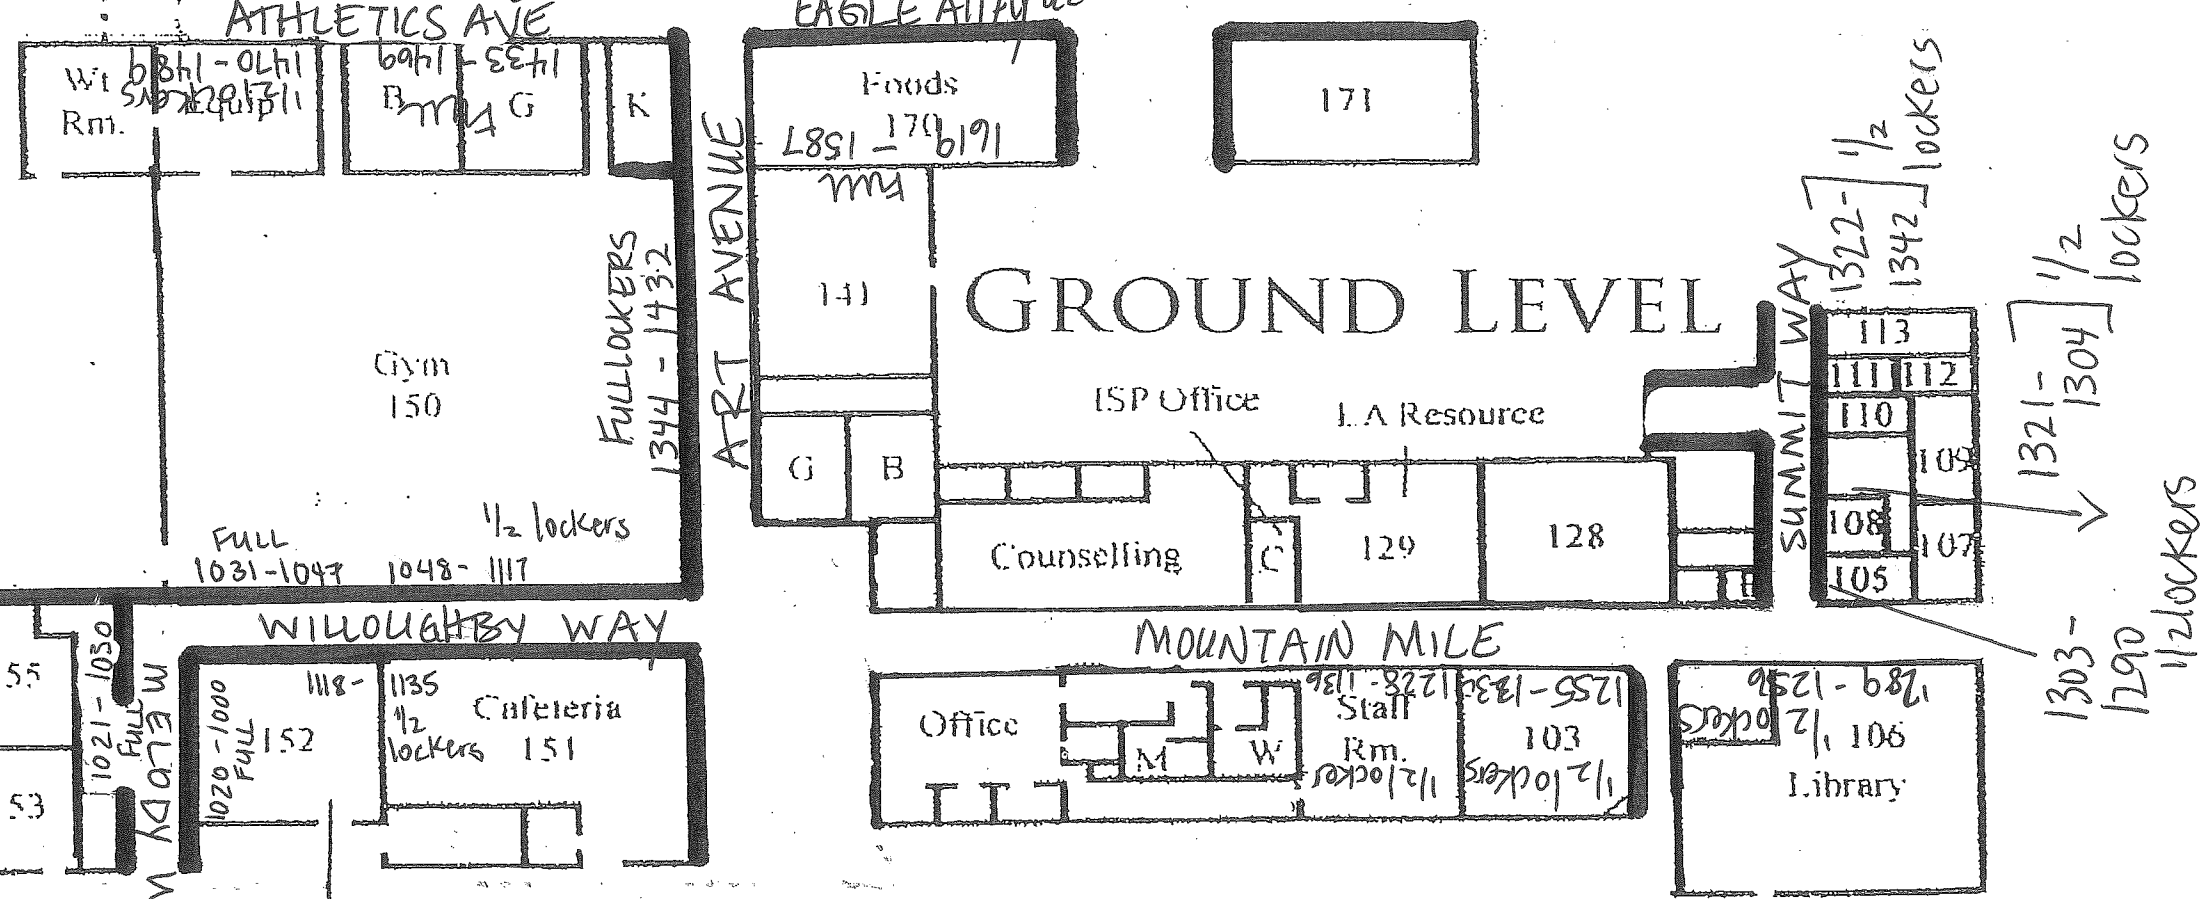 ATHLETICS AVE
EAGLE
Wt
Rm.
1470 - 1489
1/2 lockers
Equip
1433 - 1469
Full
B
G
K
Foods
170
1619 - 1587
Full
171
ART AVENUE
141
GROUND LEVEL
Gym
150
FULL LOCKERS
1344 - 1432
G
B
ISP Office
LA Resource
Counselling
C
129
128
SUMMIT WAY
1322 - 1342
1/2 lockers
1321 - 1304
1/2 lockers
113
111
112
110
109
108
107
105
1303 - 1290
1/2 lockers
FULL
1031-1047
1048 - 1117
1/2 lockers
WILLOUGHBY WAY
MOUNTAIN MILE
55
53
1021 - 1030
FULL
MELODY
1020 - 1000
FULL
152
1118 - 1135
1/2 lockers
Cafeteria
151
Office
M
W
1228 - 1136
Staff
Rm.
1/2 locker
103
1/2 lockers
1289 - 1256
1/2 lockers
106
Library